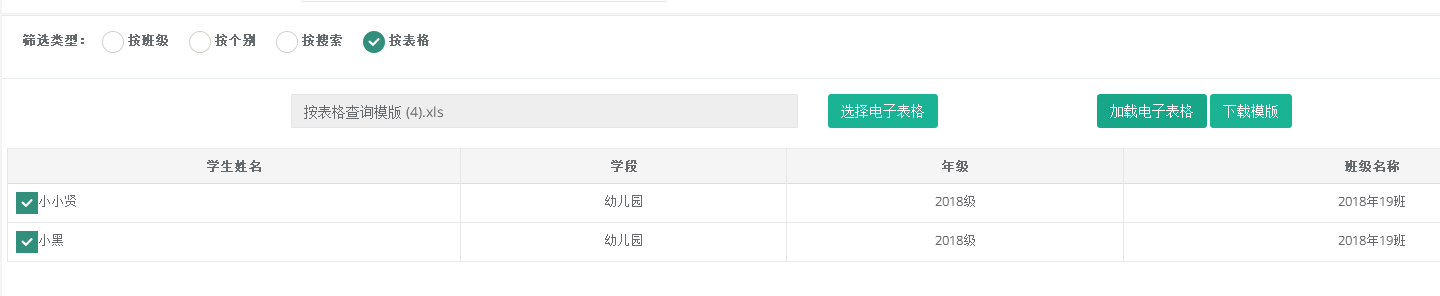 筛选类型： 按班级 按个别 按搜索 按表格
按表格查询模版 (4).xls 选择电子表格 加载电子表格 下载模版
学生姓名 学段 年级 班级名称
小小贤 幼儿园 2018级 2018年19班
小黑 幼儿园 2018级 2018年19班